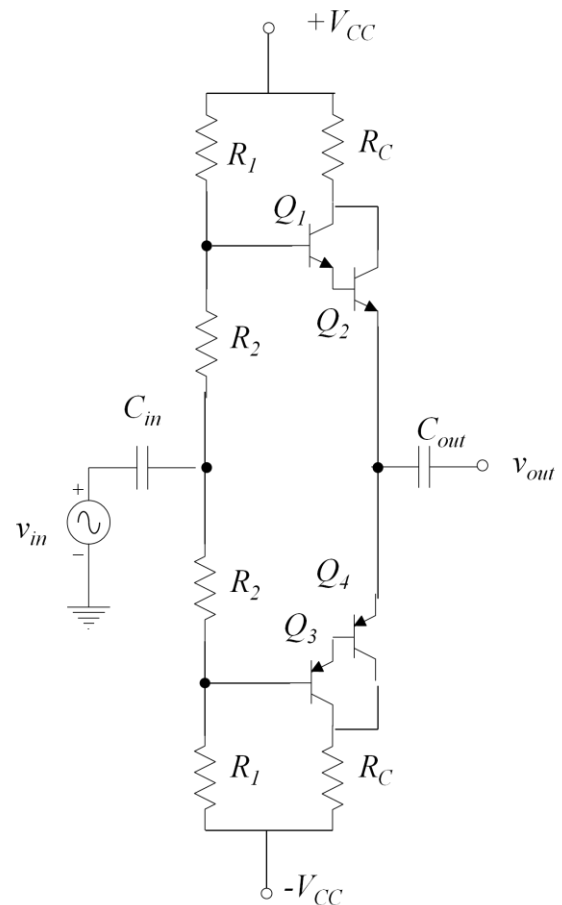 +V_CC
R_1
R_C
Q_1
Q_2
R_2
C_in
C_out
+
v_in
−
v_out
Q_4
R_2
Q_3
R_1
R_C
-V_CC